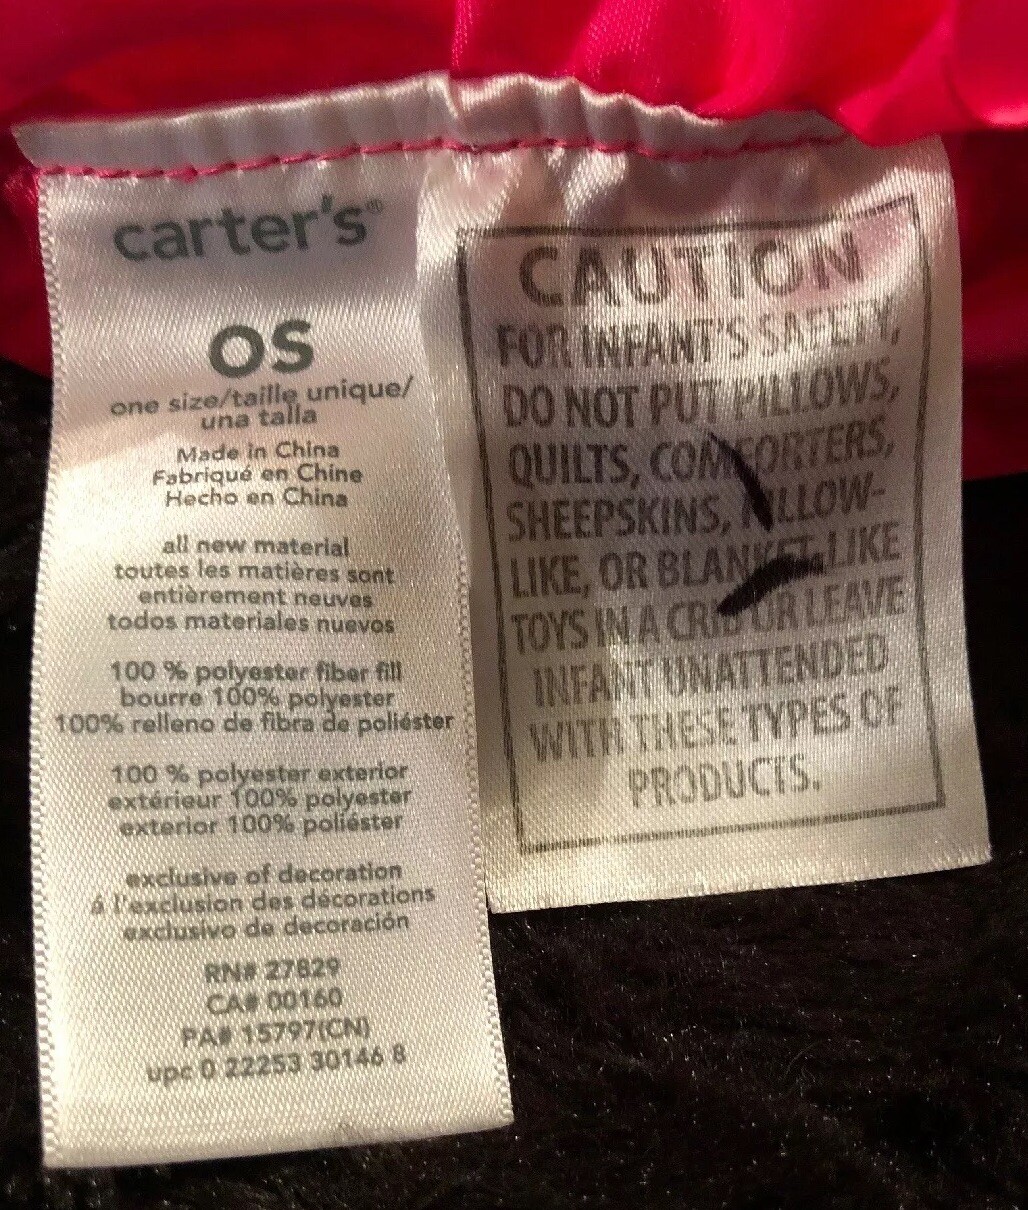 carter's®
OS
one size/taille unique/
una talla
Made in China
Fabriqué en Chine
Hecho en China
all new material
toutes les matières sont
entièrement neuves
todos materiales nuevos
100 % polyester fiber fill
bourre 100% polyester
100% relleno de fibra de poliéster
100 % polyester exterior
extérieur 100% polyester
exterior 100% poliéster
exclusive of decoration
á l'exclusion des décorations
exclusivo de decoración
RN# 27829
CA# 00160
PA# 15797(CN)
upc 0 22253 30146 8
CAUTION
FOR INFANT'S SAFETY,
DO NOT PUT PILLOWS,
QUILTS, COMFORTERS,
SHEEPSKINS, PILLOW-
LIKE, OR BLANKET-LIKE
TOYS IN A CRIB OR LEAVE
INFANT UNATTENDED
WITH THESE TYPES OF
PRODUCTS.